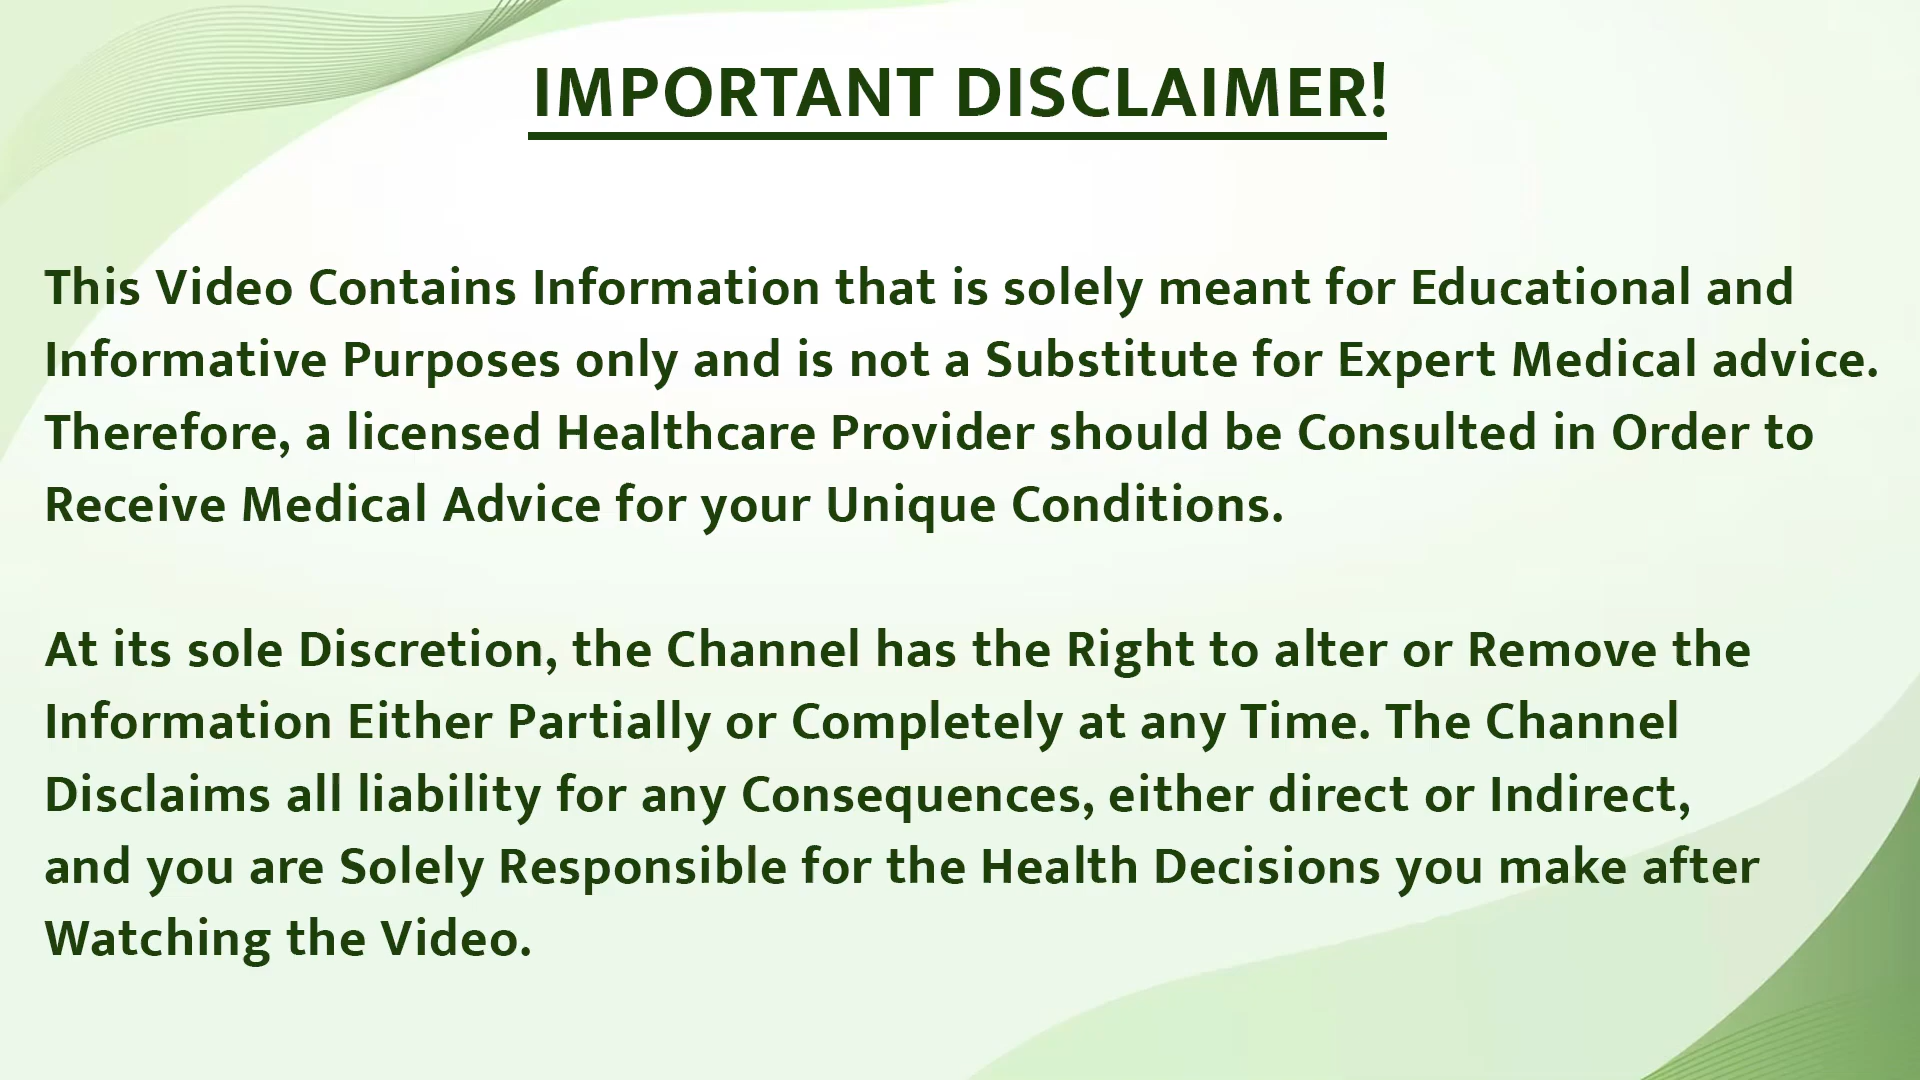 IMPORTANT DISCLAIMER!
This Video Contains Information that is solely meant for Educational and
Informative Purposes only and is not a Substitute for Expert Medical advice.
Therefore, a licensed Healthcare Provider should be Consulted in Order to
Receive Medical Advice for your Unique Conditions.
At its sole Discretion, the Channel has the Right to alter or Remove the
Information Either Partially or Completely at any Time. The Channel
Disclaims all liability for any Consequences, either direct or Indirect,
and you are Solely Responsible for the Health Decisions you make after
Watching the Video.